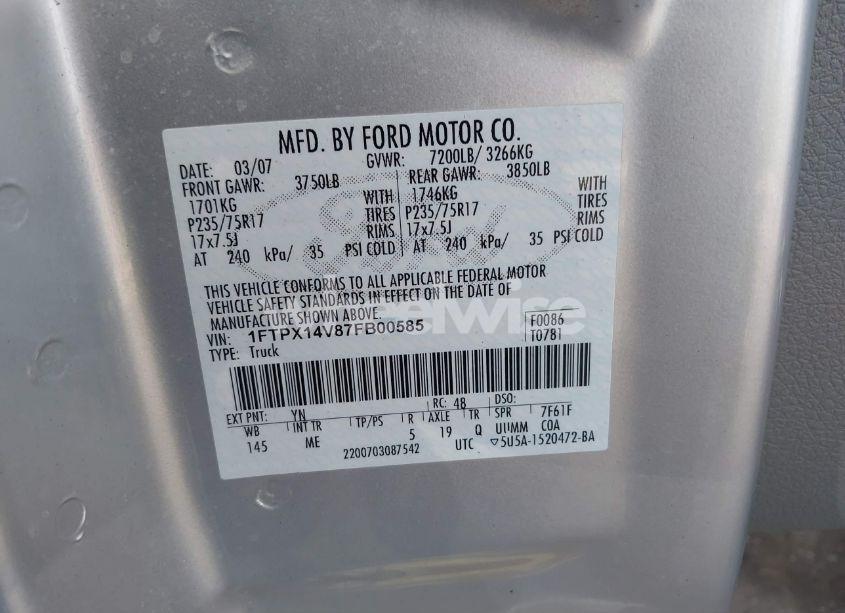 MFD. BY FORD MOTOR CO.
DATE: 03/07 GVWR: 7200LB/ 3266KG
FRONT GAWR: 3750LB REAR GAWR: 3850LB
1701KG WITH 1746KG WITH
P235/75R17 TIRES P235/75R17 TIRES
17x7.5J RIMS 17x7.5J RIMS
AT 240 kPa/ 35 PSI COLD AT 240 kPa/ 35 PSI COLD
Ford
THIS VEHICLE CONFORMS TO ALL APPLICABLE FEDERAL MOTOR
VEHICLE SAFETY STANDARDS IN EFFECT ON THE DATE OF
MANUFACTURE SHOWN ABOVE.
VIN: 1FTPX14V87FB00585 F0086
TYPE: Truck T0781
EXT PNT: YN RC: 48 DSO:
WB INT TR TP/PS R AXLE TR SPR 7F61F
145 ME 5 19 Q UUMM COA
2200703087542 UTC ▽5U5A-1520472-BA